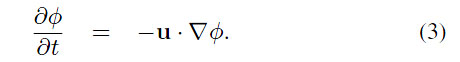 ∂ϕ/∂t = −u · ∇ϕ. (3)